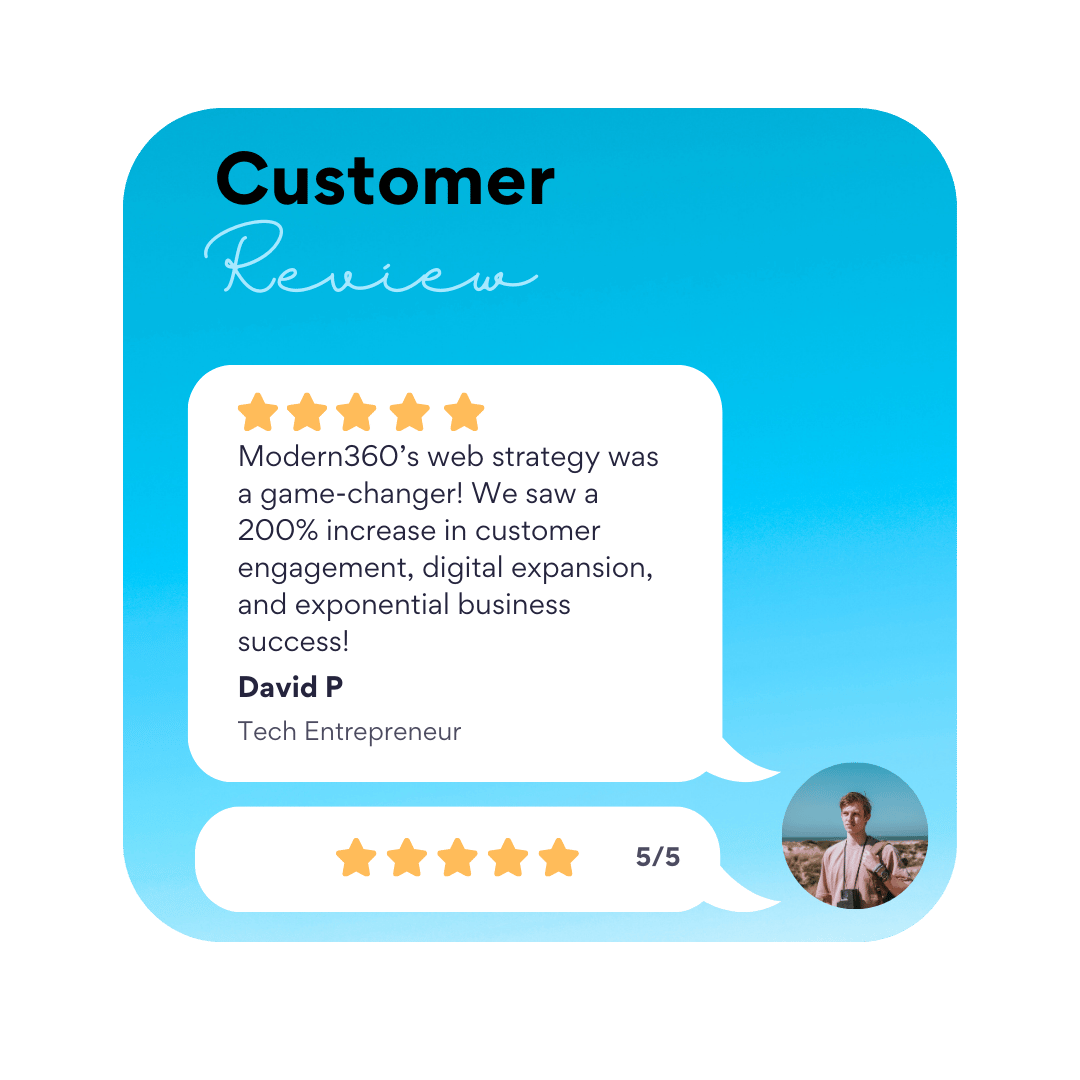 Customer
Review
Modern360’s web strategy was
a game-changer! We saw a
200% increase in customer
engagement, digital expansion,
and exponential business
success!
David P
Tech Entrepreneur
5/5